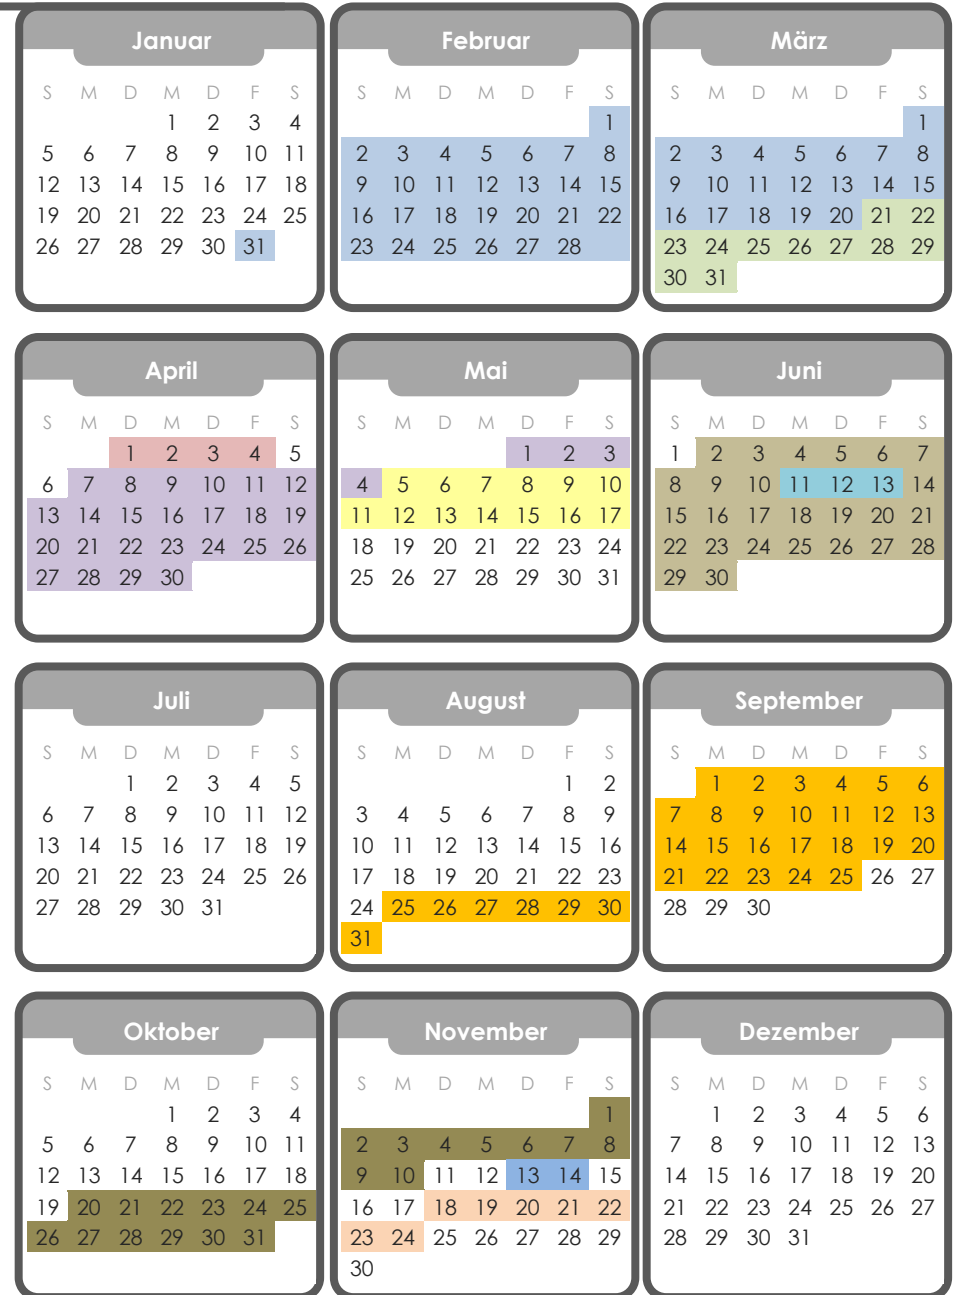 Januar
S M D M D F S
1 2 3 4
5 6 7 8 9 10 11
12 13 14 15 16 17 18
19 20 21 22 23 24 25
26 27 28 29 30 31
Februar
S M D M D F S
1
2 3 4 5 6 7 8
9 10 11 12 13 14 15
16 17 18 19 20 21 22
23 24 25 26 27 28
März
S M D M D F S
1
2 3 4 5 6 7 8
9 10 11 12 13 14 15
16 17 18 19 20 21 22
23 24 25 26 27 28 29
30 31
April
S M D M D F S
1 2 3 4 5
6 7 8 9 10 11 12
13 14 15 16 17 18 19
20 21 22 23 24 25 26
27 28 29 30
Mai
S M D M D F S
1 2 3
4 5 6 7 8 9 10
11 12 13 14 15 16 17
18 19 20 21 22 23 24
25 26 27 28 29 30 31
Juni
S M D M D F S
1 2 3 4 5 6 7
8 9 10 11 12 13 14
15 16 17 18 19 20 21
22 23 24 25 26 27 28
29 30
Juli
S M D M D F S
1 2 3 4 5
6 7 8 9 10 11 12
13 14 15 16 17 18 19
20 21 22 23 24 25 26
27 28 29 30 31
August
S M D M D F S
1 2
3 4 5 6 7 8 9
10 11 12 13 14 15 16
17 18 19 20 21 22 23
24 25 26 27 28 29 30
31
September
S M D M D F S
1 2 3 4 5 6
7 8 9 10 11 12 13
14 15 16 17 18 19 20
21 22 23 24 25 26 27
28 29 30
Oktober
S M D M D F S
1 2 3 4
5 6 7 8 9 10 11
12 13 14 15 16 17 18
19 20 21 22 23 24 25
26 27 28 29 30 31
November
S M D M D F S
1
2 3 4 5 6 7 8
9 10 11 12 13 14 15
16 17 18 19 20 21 22
23 24 25 26 27 28 29
30
Dezember
S M D M D F S
1 2 3 4 5 6
7 8 9 10 11 12 13
14 15 16 17 18 19 20
21 22 23 24 25 26 27
28 29 30 31